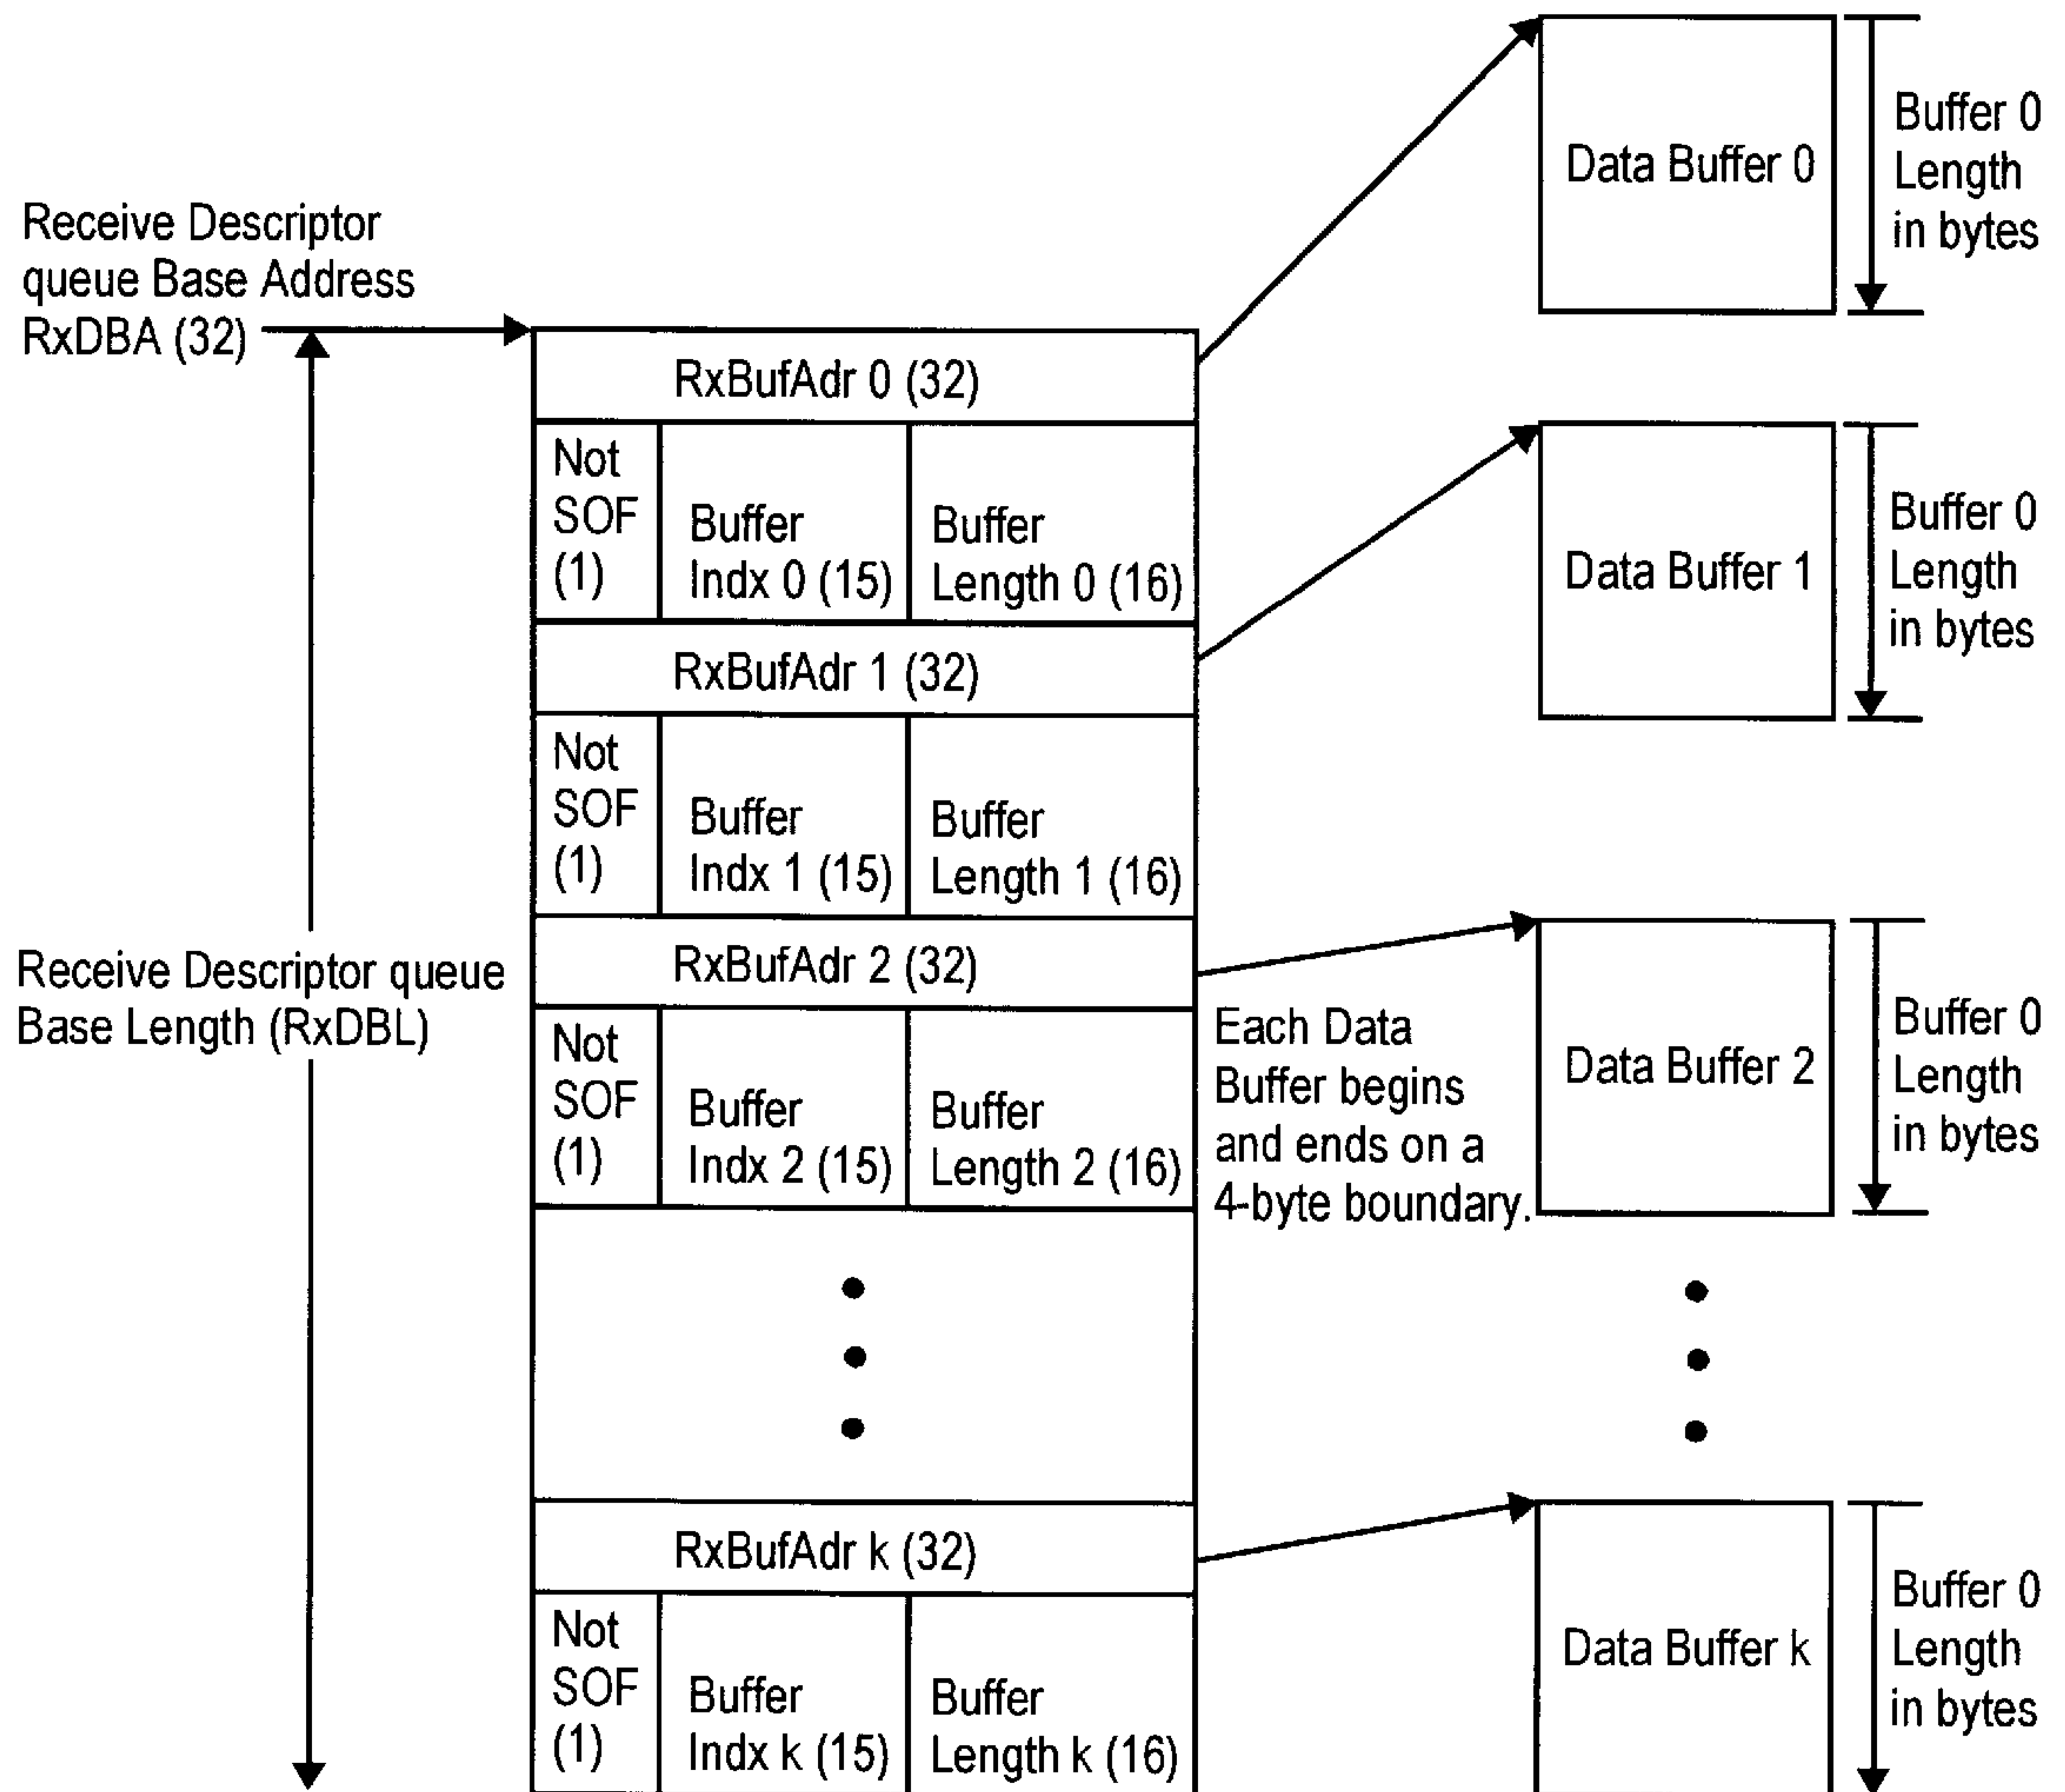 Receive Descriptor
queue Base Address
RxDBA (32)
Receive Descriptor queue
Base Length (RxDBL)
RxBufAdr 0 (32)
Not
SOF
(1)
Buffer
Indx 0 (15)
Buffer
Length 0 (16)
RxBufAdr 1 (32)
Not
SOF
(1)
Buffer
Indx 1 (15)
Buffer
Length 1 (16)
RxBufAdr 2 (32)
Not
SOF
(1)
Buffer
Indx 2 (15)
Buffer
Length 2 (16)
RxBufAdr k (32)
Not
SOF
(1)
Buffer
Indx k (15)
Buffer
Length k (16)
Each Data
Buffer begins
and ends on a
4-byte boundary.
Data Buffer 0
Buffer 0
Length
in bytes
Data Buffer 1
Buffer 0
Length
in bytes
Data Buffer 2
Buffer 0
Length
in bytes
Data Buffer k
Buffer 0
Length
in bytes